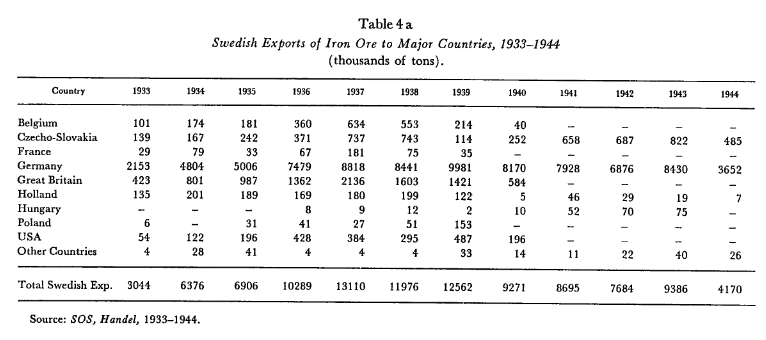 Table 4 a
Swedish Exports of Iron Ore to Major Countries, 1933–1944
(thousands of tons).
Country 1933 1934 1935 1936 1937 1938 1939 1940 1941 1942 1943 1944
Belgium 101 174 181 360 634 553 214 40 – – – –
Czecho-Slovakia 139 167 242 371 737 743 114 252 658 687 822 485
France 29 79 33 67 181 75 35 – – – – –
Germany 2153 4804 5006 7479 8818 8441 9981 8170 7928 6876 8430 3652
Great Britain 423 801 987 1362 2136 1603 1421 584 – – – –
Holland 135 201 189 169 180 199 122 5 46 29 19 7
Hungary – – – 8 9 12 2 10 52 70 75 –
Poland 6 – 31 41 27 51 153 – – – – –
USA 54 122 196 428 384 295 487 196 – – – –
Other Countries 4 28 41 4 4 4 33 14 11 22 40 26
Total Swedish Exp. 3044 6376 6906 10289 13110 11976 12562 9271 8695 7684 9386 4170
Source: SOS, Handel, 1933–1944.